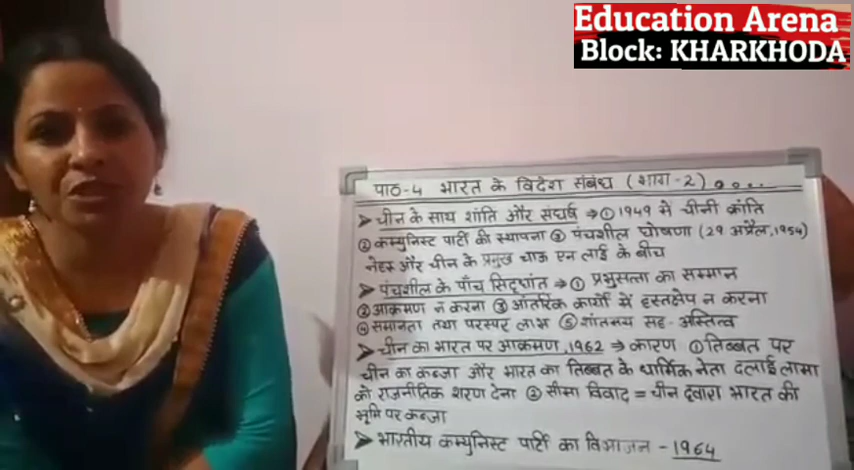 Education Arena
Block: KHARKHODA
पाठ-4 भारत के विदेश संबंध (भाग-2)....
➤ चीन के साथ शांति और संघर्ष → ① 1949 में चीनी क्रांति
② कम्युनिस्ट पार्टी की स्थापना ③ पंचशील घोषणा (29 अप्रैल, 1954)
नेहरू और चीन के प्रमुख चाऊ एन लाई के बीच
➤ पंचशील के पाँच सिद्धांत → ① प्रभुसत्ता का सम्मान
② आक्रमण न करना ③ आंतरिक कार्यों में हस्तक्षेप न करना
④ समानता तथा परस्पर लाभ ⑤ शांतमय सह-अस्तित्व
➤ चीन का भारत पर आक्रमण, 1962 ⇒ कारण ① तिब्बत पर
चीन का कब्जा और भारत का तिब्बत के धार्मिक नेता दलाई लामा
को राजनीतिक शरण देना ② सीमा विवाद = चीन द्वारा भारत की
भूमि पर कब्जा
➤ भारतीय कम्युनिस्ट पार्टी का विभाजन - 1964